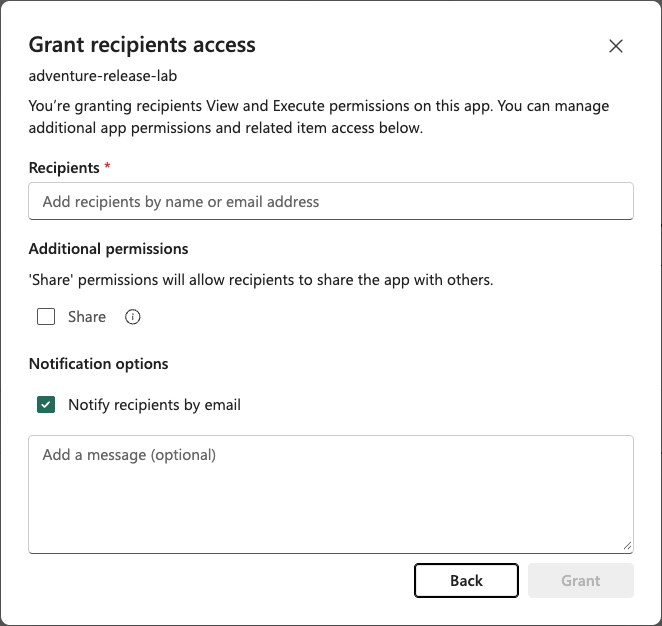 Grant recipients access
adventure-release-lab
You're granting recipients View and Execute permissions on this app. You can manage
additional app permissions and related item access below.
Recipients *
Add recipients by name or email address
Additional permissions
'Share' permissions will allow recipients to share the app with others.
Share
Notification options
Notify recipients by email
Add a message (optional)
Back
Grant